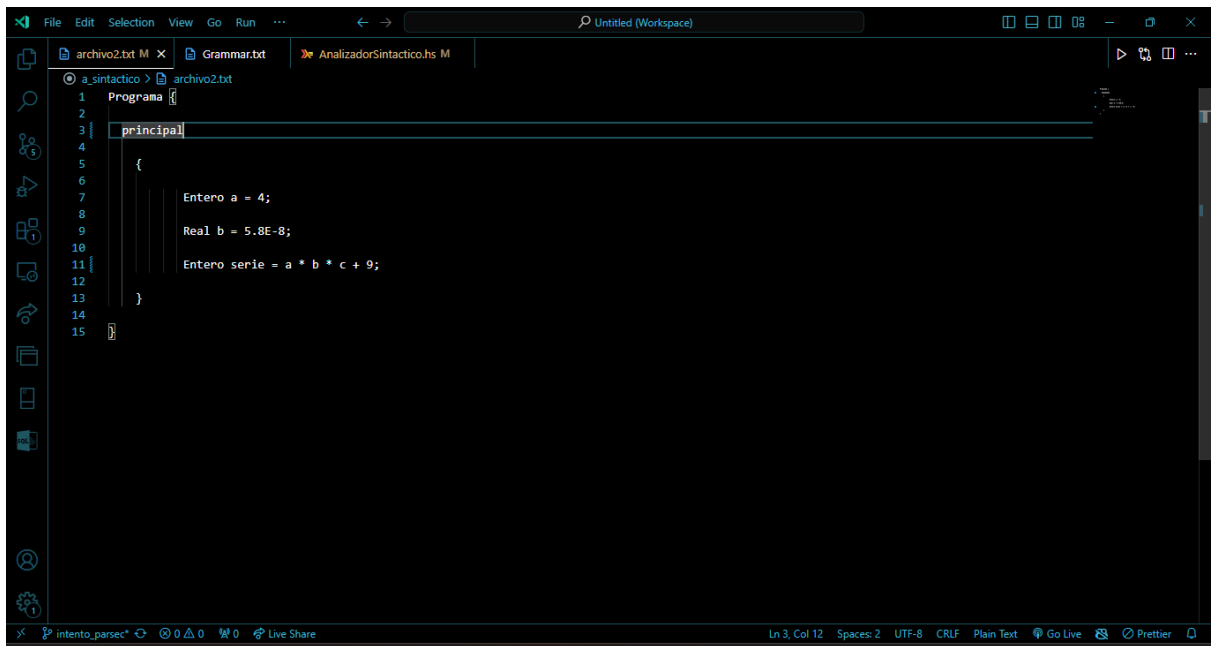 File Edit Selection View Go Run ··· ← → Untitled (Workspace)
archivo2.txt M × Grammar.txt AnalizadorSintactico.hs M
a_sintactico > archivo2.txt
1 Programa {
2
3 principal
4
5 {
6
7 Entero a = 4;
8
9 Real b = 5.8E-8;
10
11 Entero serie = a * b * c + 9;
12
13 }
14
15 }
5
1
1
intento_parsec* 0 0 0 Live Share Ln 3, Col 12 Spaces: 2 UTF-8 CRLF Plain Text Go Live Prettier